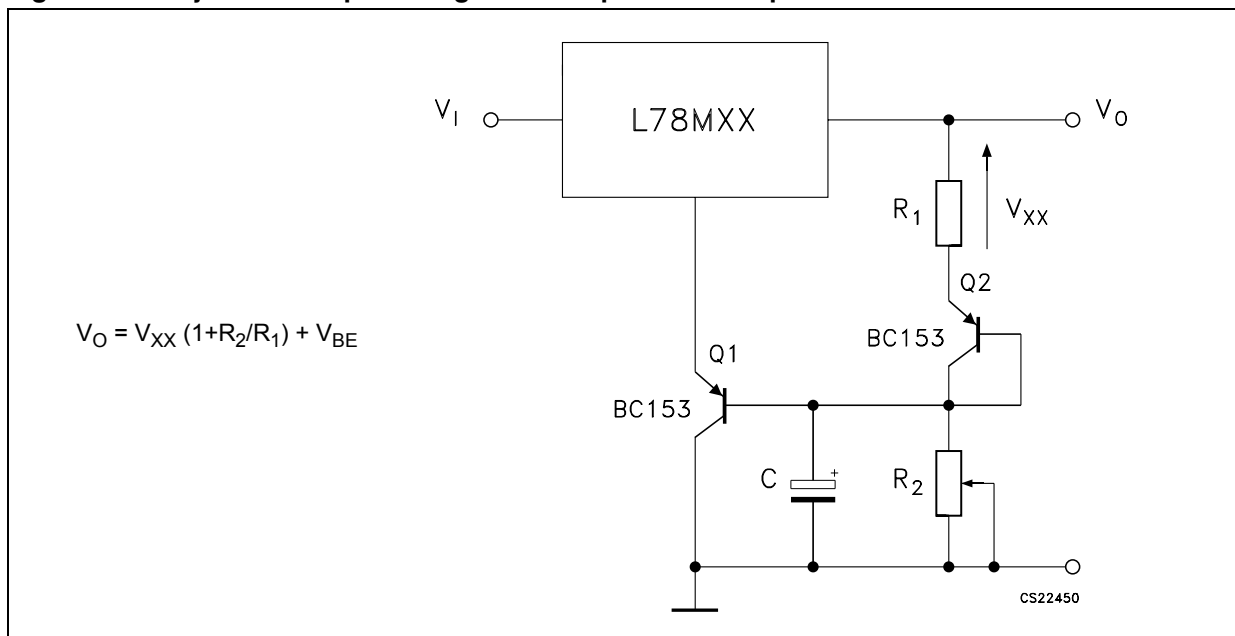 L78MXX
V_I
V_O
R_1
V_XX
Q2
BC153
V_O = V_XX (1+R_2/R_1) + V_BE
Q1
BC153
C
+
R_2
CS22450